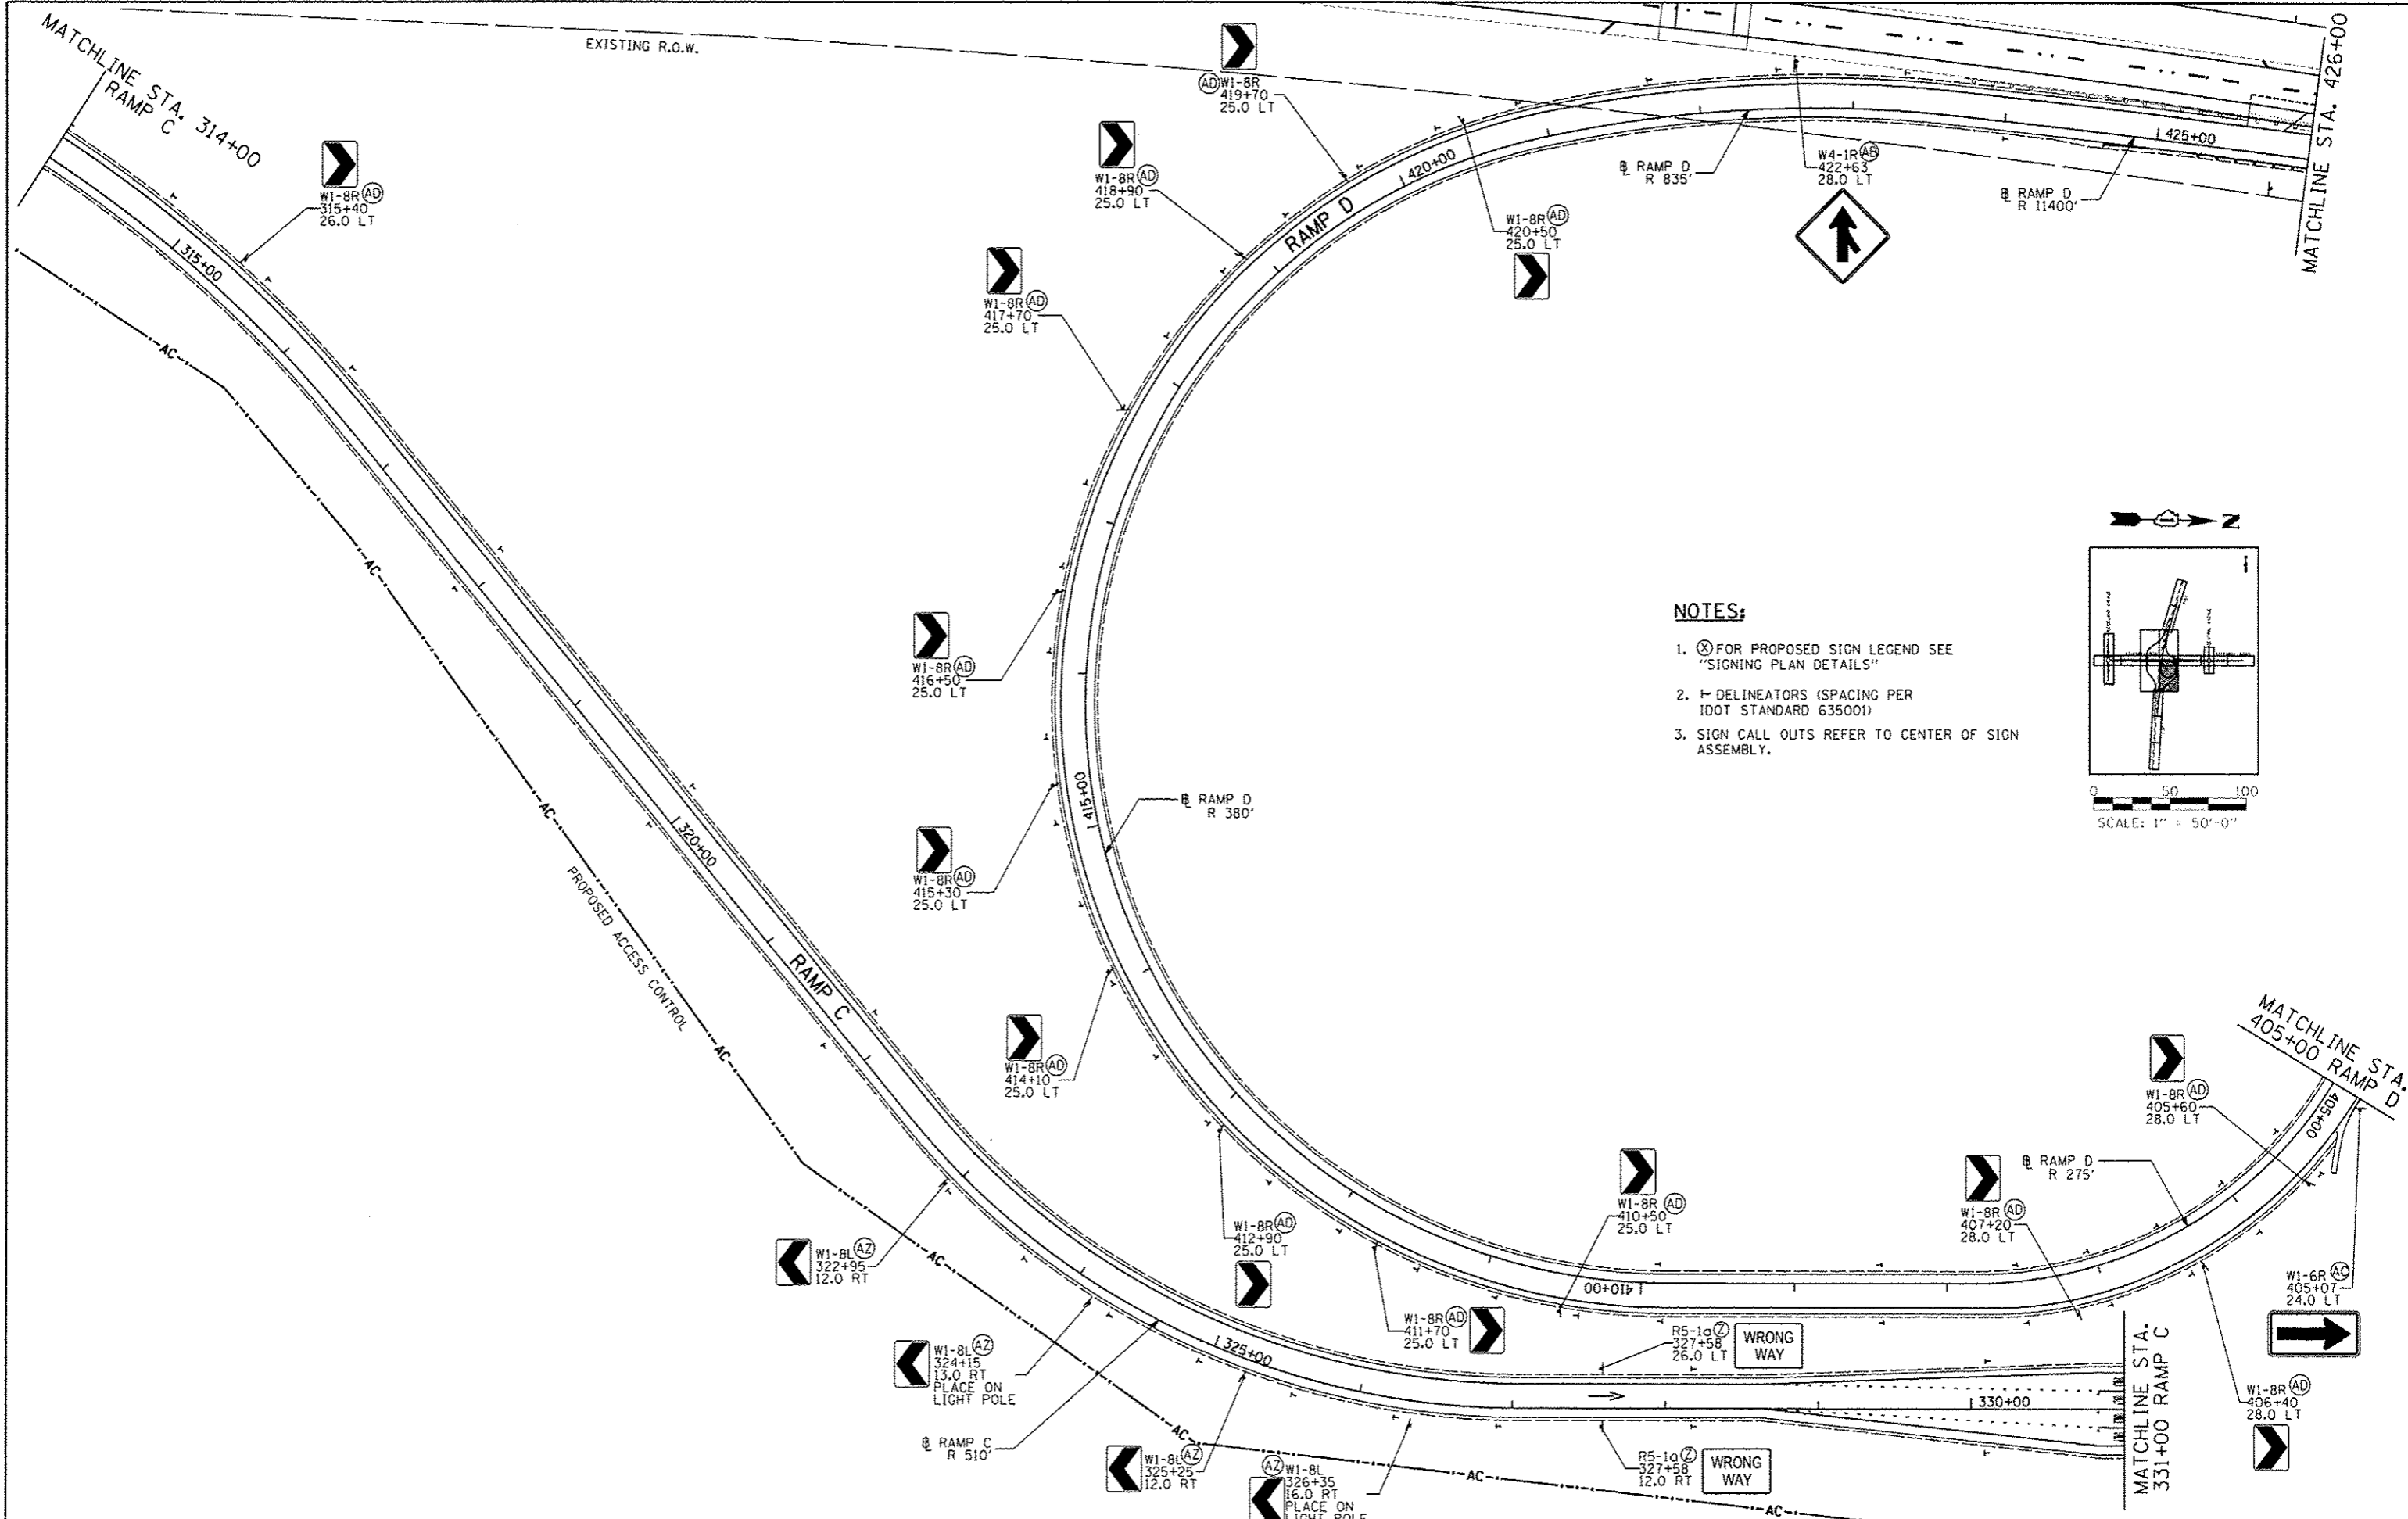 MATCHLINE STA. 314+00
RAMP C
EXISTING R.O.W.
W1-8R AD
315+40
26.0 LT
315+00
AD W1-8R
419+70
25.0 LT
W1-8R AD
418+90
25.0 LT
W1-8R AD
417+70
25.0 LT
RAMP D
420+00
W1-8R AD
420+50
25.0 LT
℄ RAMP D
R 835'
W4-1R AB
422+63
28.0 LT
℄ RAMP D
R 11400'
425+00
MATCHLINE STA. 426+00
AC
AC
W1-8R AD
416+50
25.0 LT
W1-8R AD
415+30
25.0 LT
415+00
℄ RAMP D
R 380'
NOTES:
1. Ⓧ FOR PROPOSED SIGN LEGEND SEE
"SIGNING PLAN DETAILS"
2. ⊢ DELINEATORS (SPACING PER
IDOT STANDARD 635001)
3. SIGN CALL OUTS REFER TO CENTER OF SIGN
ASSEMBLY.
N
0 50 100
SCALE: 1" = 50'-0"
AC
320+00
PROPOSED ACCESS CONTROL
RAMP C
AC
W1-8R AD
414+10
25.0 LT
MATCHLINE STA.
405+00 RAMP D
405+00
W1-8R AD
405+60
28.0 LT
℄ RAMP D
R 275'
W1-8R AD
407+20
28.0 LT
W1-8R AD
410+50
25.0 LT
W1-8R AD
412+90
25.0 LT
410+00
W1-8R AD
411+70
25.0 LT
W1-6R AC
405+07
24.0 LT
W1-8R AD
406+40
28.0 LT
AC
W1-8L AZ
322+95
12.0 RT
W1-8L AZ
324+15
13.0 RT
PLACE ON
LIGHT POLE
325+00
℄ RAMP C
R 510'
AC
AC
W1-8L AZ
325+25
12.0 RT
AZ W1-8L
326+35
16.0 RT
PLACE ON
LIGHT POLE
R5-1a Z
327+58
26.0 LT
WRONG
WAY
R5-1a Z
327+58
12.0 RT
WRONG
WAY
330+00
MATCHLINE STA.
331+00 RAMP C
AC
AC